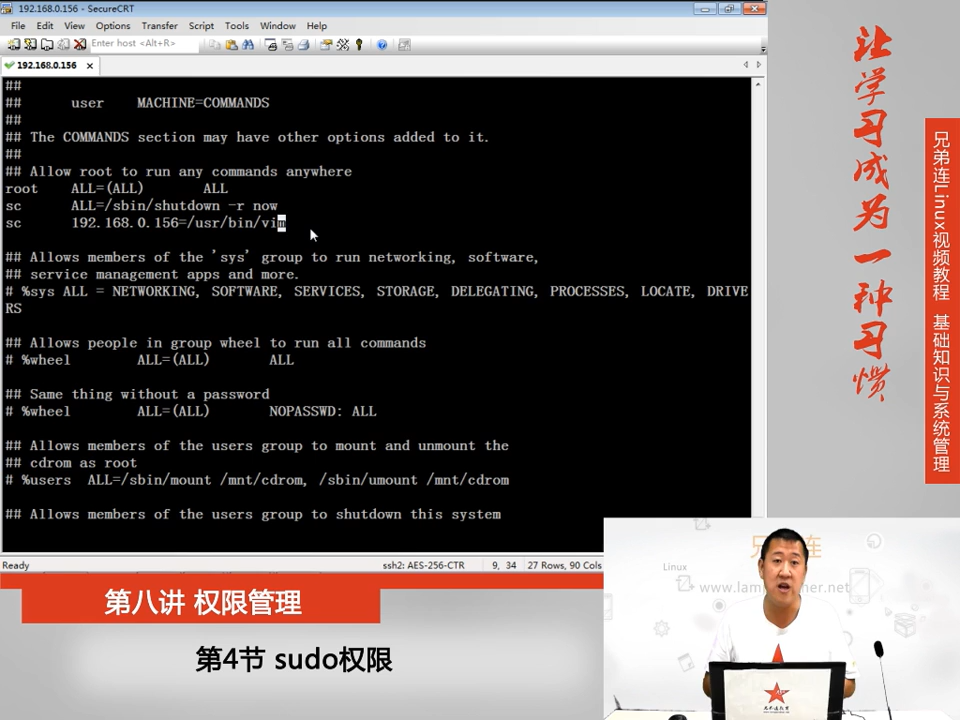 192.168.0.156 - SecureCRT
File Edit View Options Transfer Script Tools Window Help
Enter host <Alt+R>
192.168.0.156
##
## user MACHINE=COMMANDS
##
## The COMMANDS section may have other options added to it.
##
## Allow root to run any commands anywhere
root ALL=(ALL) ALL
sc ALL=/sbin/shutdown -r now
sc 192.168.0.156=/usr/bin/vim
## Allows members of the 'sys' group to run networking, software,
## service management apps and more.
# %sys ALL = NETWORKING, SOFTWARE, SERVICES, STORAGE, DELEGATING, PROCESSES, LOCATE, DRIVE
RS
## Allows people in group wheel to run all commands
# %wheel ALL=(ALL) ALL
## Same thing without a password
# %wheel ALL=(ALL) NOPASSWD: ALL
## Allows members of the users group to mount and unmount the
## cdrom as root
# %users ALL=/sbin/mount /mnt/cdrom, /sbin/umount /mnt/cdrom
## Allows members of the users group to shutdown this system
Ready ssh2: AES-256-CTR 9, 34 27 Rows, 90 Cols
让学习成为一种习惯
兄弟连Linux视频教程 基础知识与系统管理
第八讲 权限管理
第4节 sudo权限
Linux